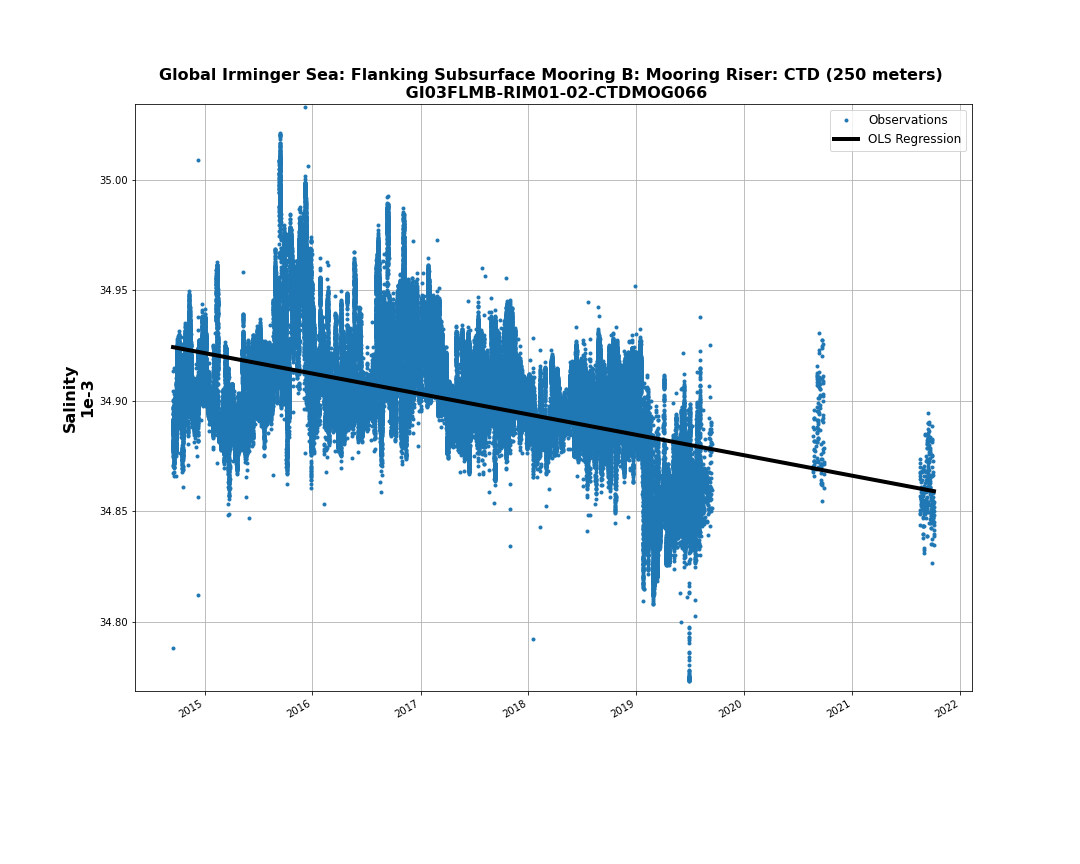 Global Irminger Sea: Flanking Subsurface Mooring B: Mooring Riser: CTD (250 meters)
GI03FLMB-RIM01-02-CTDMOG066
Observations
OLS Regression
35.00
34.95
34.90
34.85
34.80
Salinity
1e-3
2015
2016
2017
2018
2019
2020
2021
2022